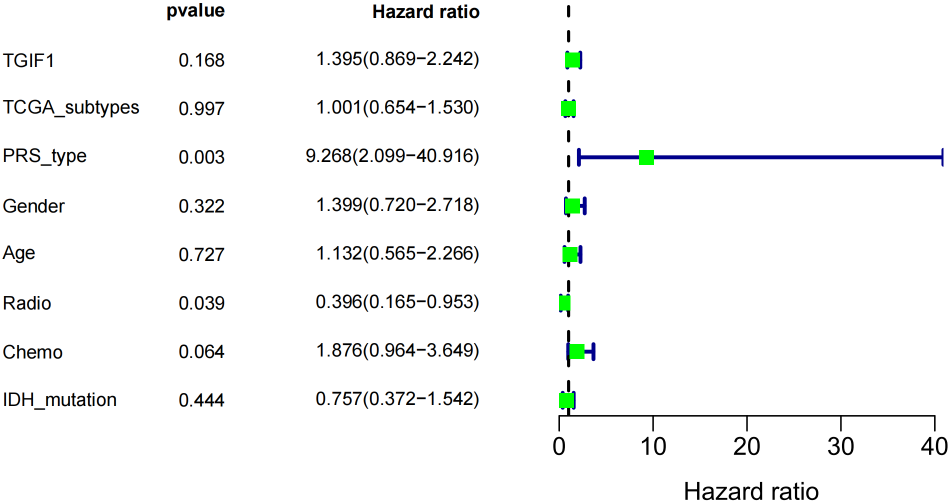 pvalue Hazard ratio
TGIF1 0.168 1.395(0.869−2.242)
TCGA_subtypes 0.997 1.001(0.654−1.530)
PRS_type 0.003 9.268(2.099−40.916)
Gender 0.322 1.399(0.720−2.718)
Age 0.727 1.132(0.565−2.266)
Radio 0.039 0.396(0.165−0.953)
Chemo 0.064 1.876(0.964−3.649)
IDH_mutation 0.444 0.757(0.372−1.542)
0 10 20 30 40
Hazard ratio